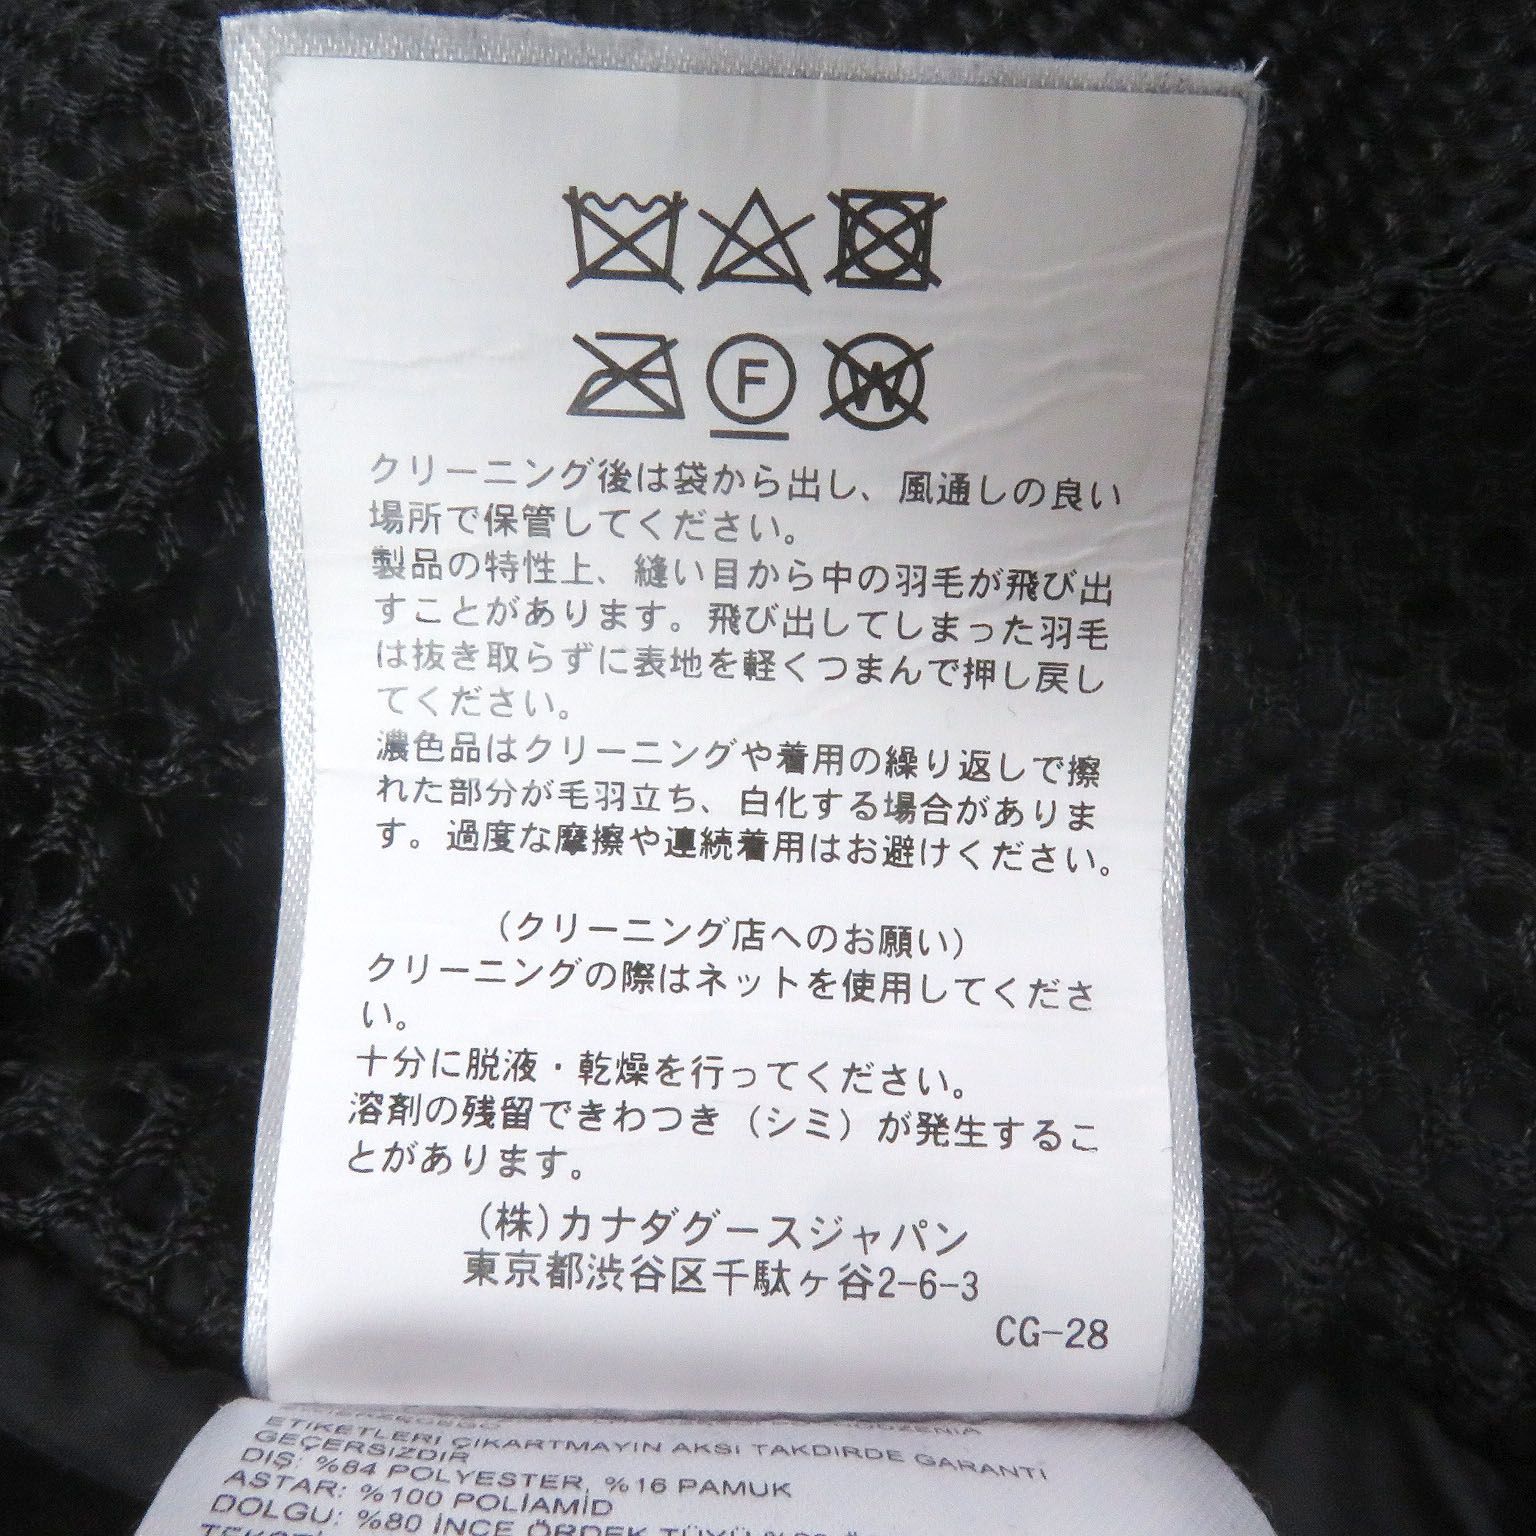 F
W
クリーニング後は袋から出し、風通しの良い
場所で保管してください。
製品の特性上、縫い目から中の羽毛が飛び出
すことがあります。飛び出してしまった羽毛
は抜き取らずに表地を軽くつまんで押し戻し
てください。
濃色品はクリーニングや着用の繰り返しで擦
れた部分が毛羽立ち、白化する場合がありま
す。過度な摩擦や連続着用はお避けください。
(クリーニング店へのお願い)
クリーニングの際はネットを使用してくださ
い。
十分に脱液・乾燥を行ってください。
溶剤の残留できわつき(シミ)が発生するこ
とがあります。
(株)カナダグースジャパン
東京都渋谷区千駄ヶ谷2-6-3
CG-28
ETİKETLERİ ÇIKARTMAYIN AKSI TAKDIRDE GARANTI
GEÇERSIZDIR
DIŞ: %84 POLYESTER, %16 PAMUK
ASTAR: %100 POLİAMİD
DOLGU: %80 İNCE ÖRDEK TÜYÜ